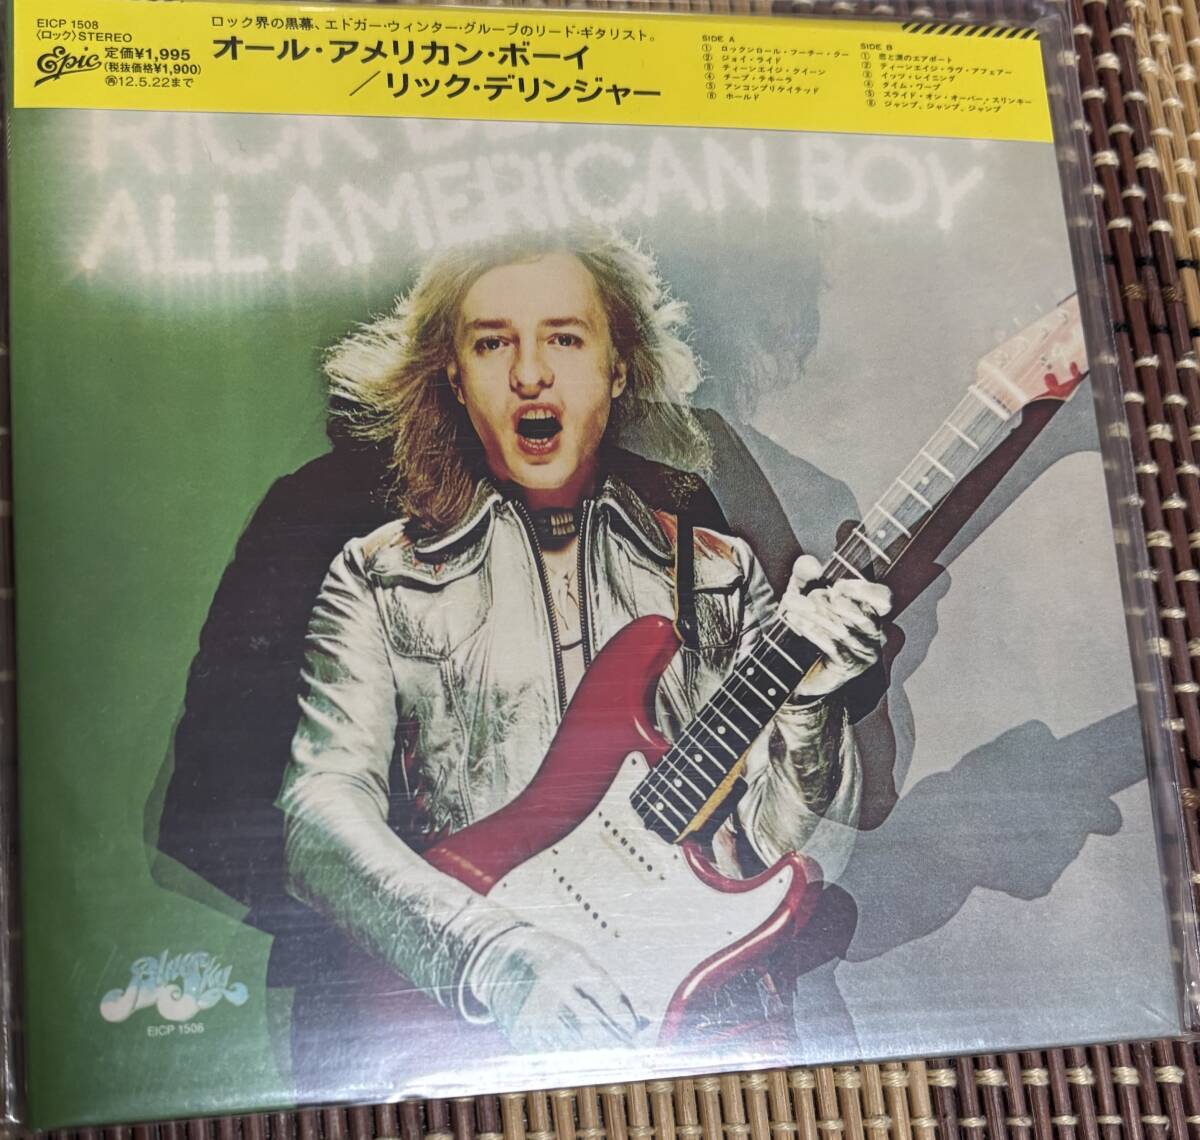 EICP 1508
〈ロック〉STEREO
Epic
定価¥1,995
(税抜価格¥1,900)
Ⓡ12.5.22まで
ロック界の黒幕、エドガー・ウィンター・グループのリード・ギタリスト。
オール・アメリカン・ボーイ
／リック・デリンジャー
SIDE A
① ロックンロール・フーチー・クー
② ジョイ・ライド
③ ティーンエイジ・クイーン
④ チープ・テキーラ
⑤ アンコンプリケイテッド
⑥ ホールド
SIDE B
① 恋と涙のエアポート
② ティーンエイジ・ラヴ・アフェアー
③ イッツ・レイニング
④ タイム・ワープ
⑤ スライド・オン・オーバー・スリンキー
⑥ ジャンプ、ジャンプ、ジャンプ
RICK
ALL AMERICAN BOY
Blue Sky
EICP 1508